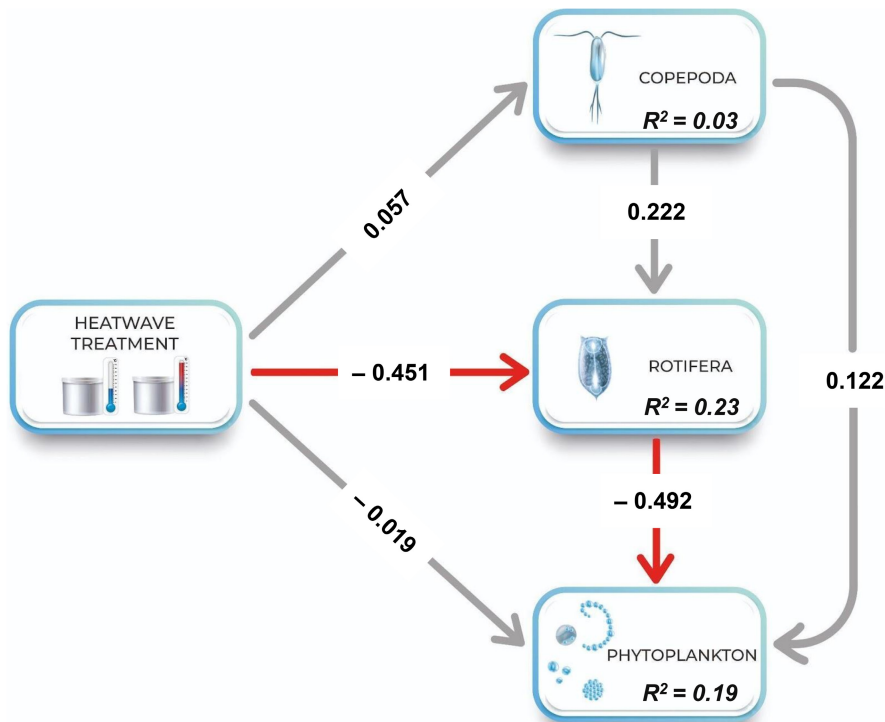 COPEPODA
R² = 0.03
0.057
0.222
HEATWAVE
TREATMENT
– 0.451
ROTIFERA
R² = 0.23
0.122
– 0.492
– 0.019
PHYTOPLANKTON
R² = 0.19